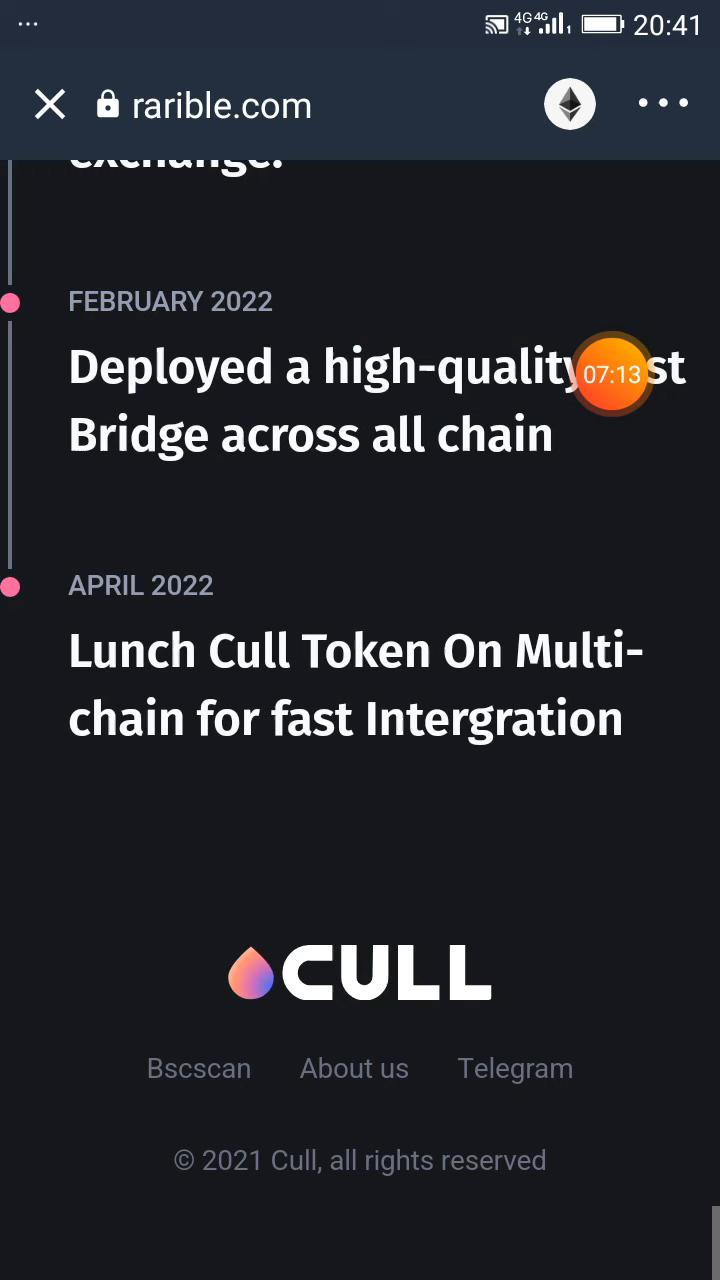 20:41
rarible.com
exchange.
FEBRUARY 2022
Deployed a high-quality
07:13
Bridge across all chain
APRIL 2022
Lunch Cull Token On Multi-
chain for fast Intergration
CULL
Bscscan About us Telegram
© 2021 Cull, all rights reserved